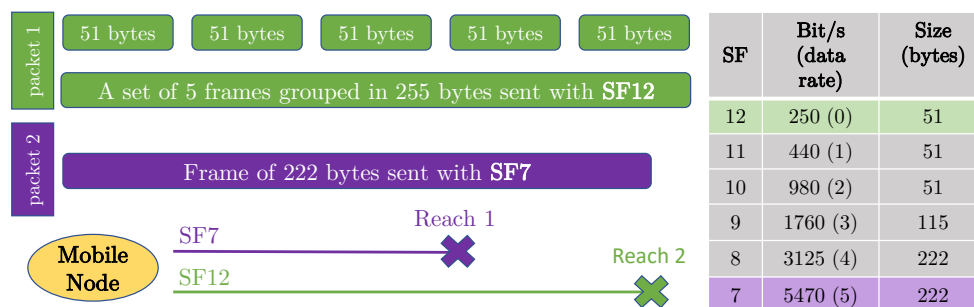 packet 1
51 bytes 51 bytes 51 bytes 51 bytes 51 bytes
A set of 5 frames grouped in 255 bytes sent with SF12
packet 2
Frame of 222 bytes sent with SF7
Reach 1
SF7
Mobile
Node
SF12
Reach 2
SF Bit/s (data rate) Size (bytes)
12 250 (0) 51
11 440 (1) 51
10 980 (2) 51
9 1760 (3) 115
8 3125 (4) 222
7 5470 (5) 222